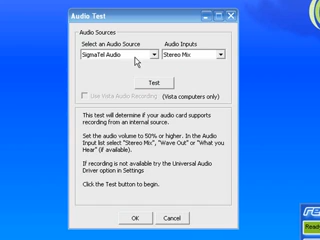 Audio Test
Audio Sources
Select an Audio Source
Audio Inputs
SigmaTel Audio
Stereo Mix
Test
Use Vista Audio Recording
(Vista computers only)
This test will determine if your audio card supports
recording from an internal source.
Set the audio volume to 50% or higher. In the Audio
Input list select "Stereo Mix", "Wave Out" or "What you
Hear" (if available).
If recording is not available try the Universal Audio
Driver option in Settings
Click the Test button to begin.
OK
Cancel